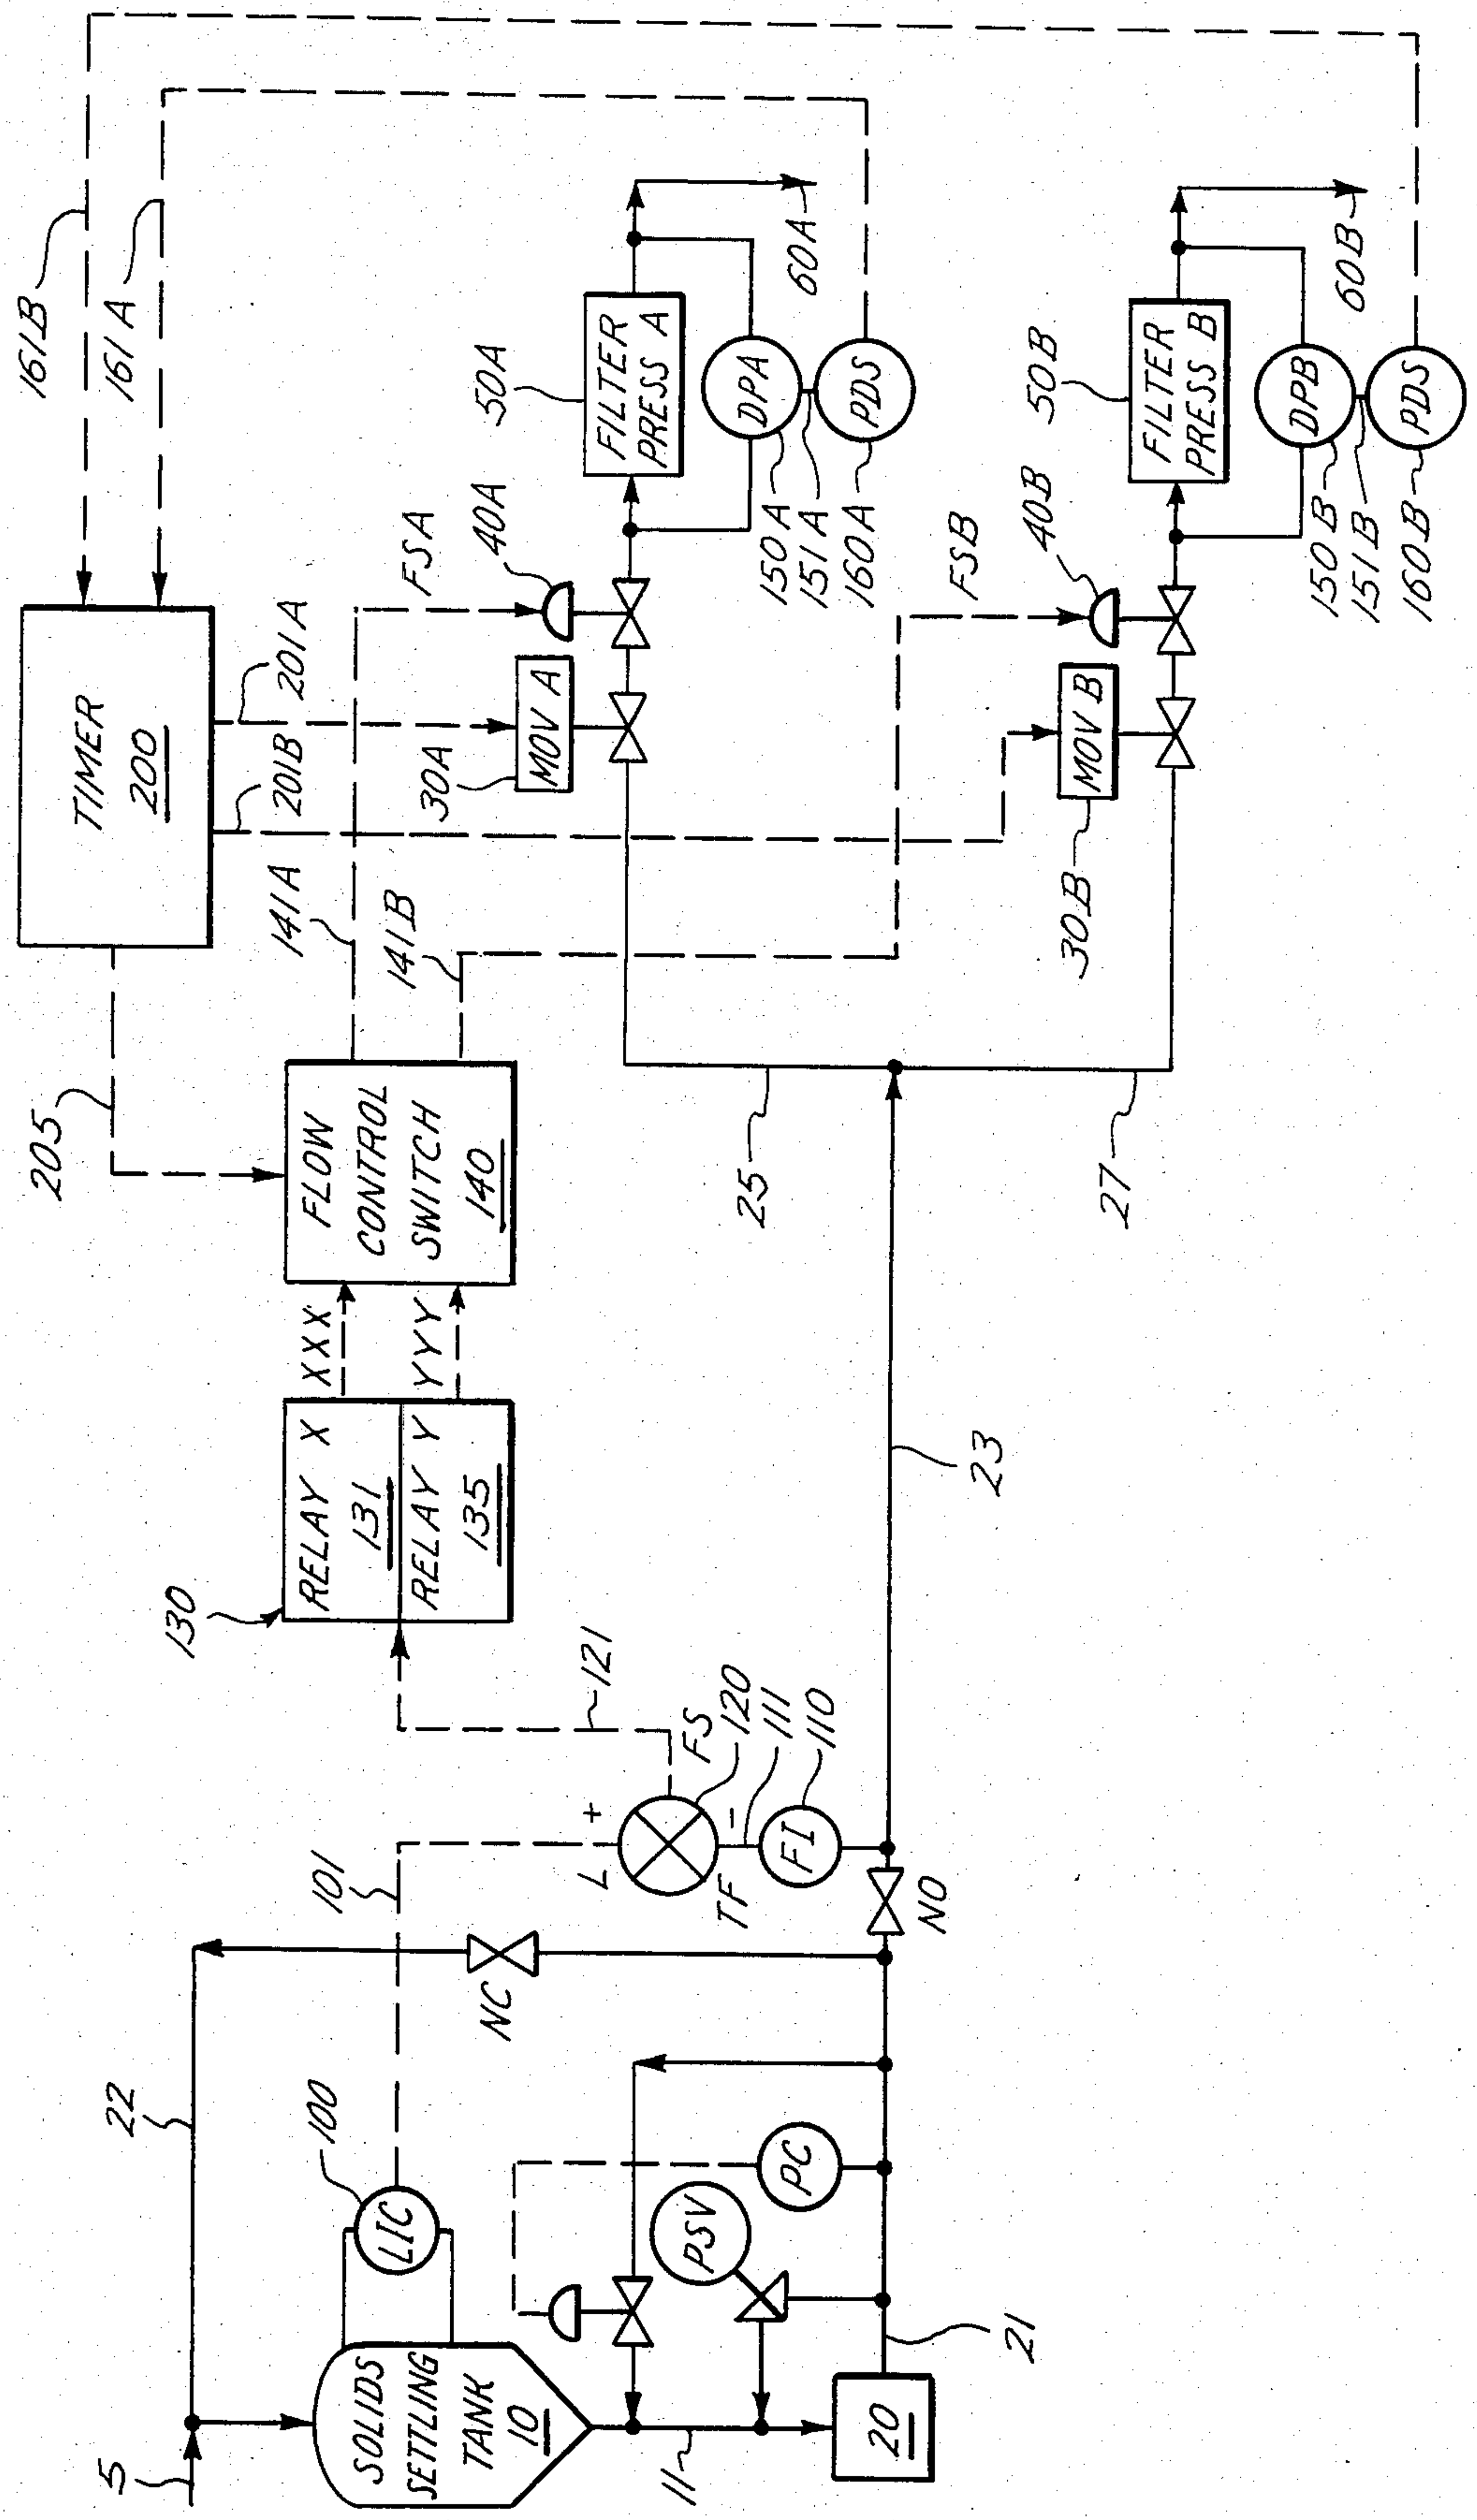 5
22
SOLIDS
SETTLING
TANK
10
LIC
100
101
11
20
21
PSV
PC
NC
NO
L
+
TF
-
FS
120
111
110
FI
121
130
RELAY X
131
RELAY Y
135
XXX
YYY
FLOW
CONTROL
SWITCH
140
205
TIMER
200
161B
161A
201A
201B
141A
141B
23
25
27
FSA
40A
MOV A
30A
FILTER
PRESS A
50A
DPA
PDS
150A
151A
160A
60A
FSB
40B
MOV B
30B
FILTER
PRESS B
50B
DPB
PDS
150B
151B
160B
60B